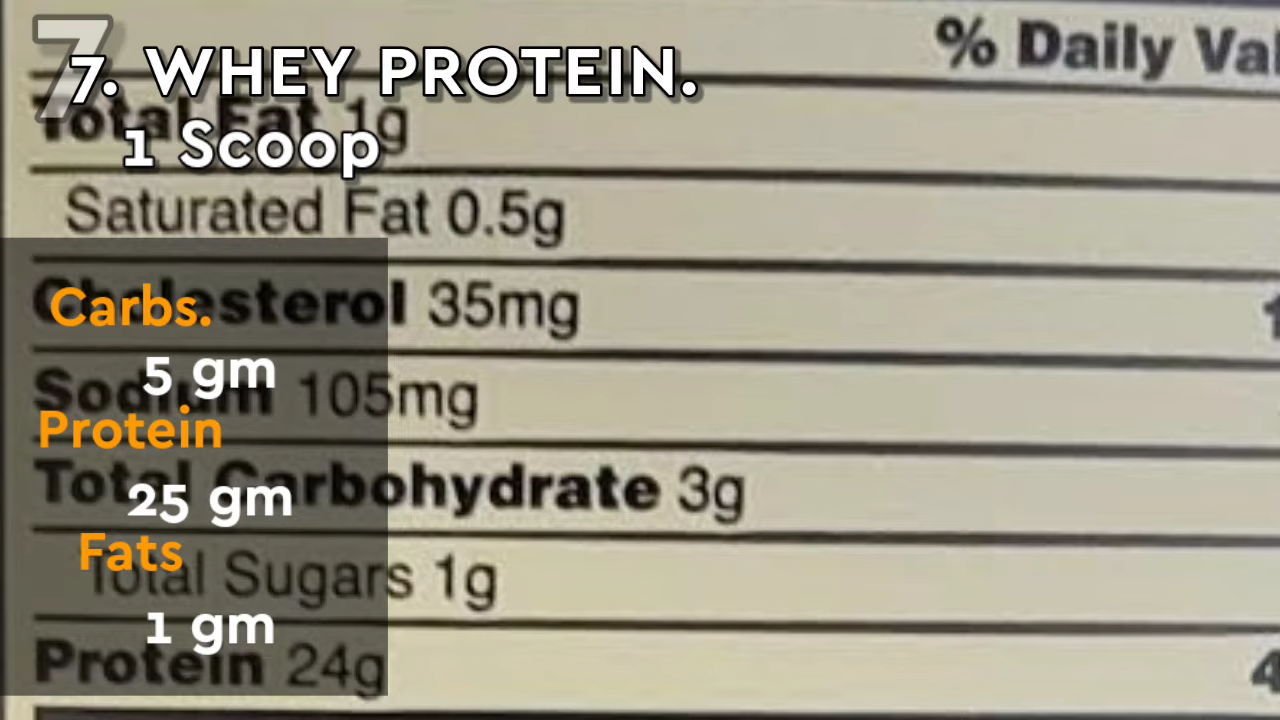 7
7. WHEY PROTEIN.
1 Scoop
% Daily Val
Total Fat 1g
Saturated Fat 0.5g
Cholesterol 35mg
Sodium 105mg
Total Carbohydrate 3g
Total Sugars 1g
Protein 24g
Carbs.
5 gm
Protein
25 gm
Fats
1 gm